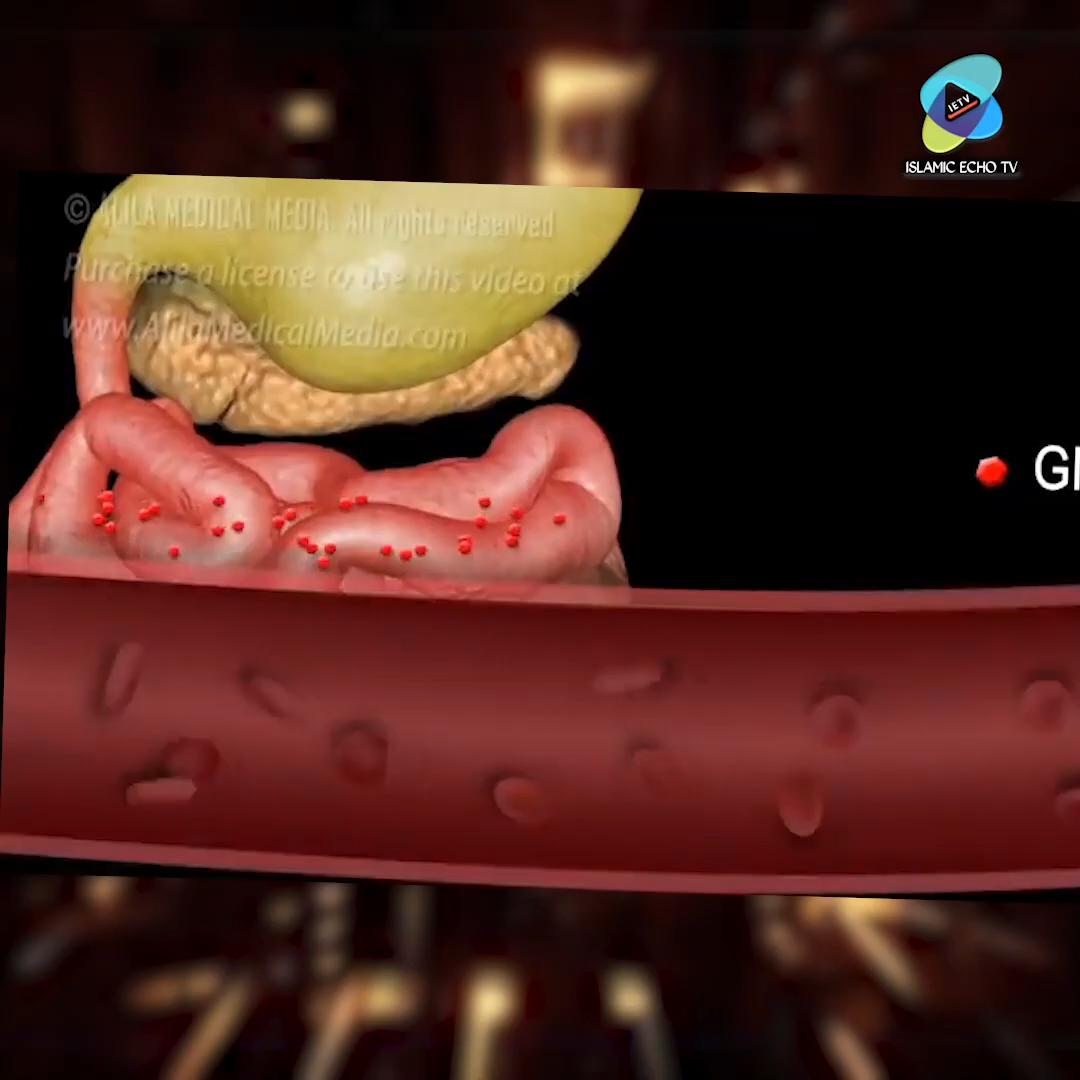 IETV
ISLAMIC ECHO TV
© ALILA MEDICAL MEDIA. All rights reserved
Purchase a license to use this video at
www.AlilaMedicalMedia.com